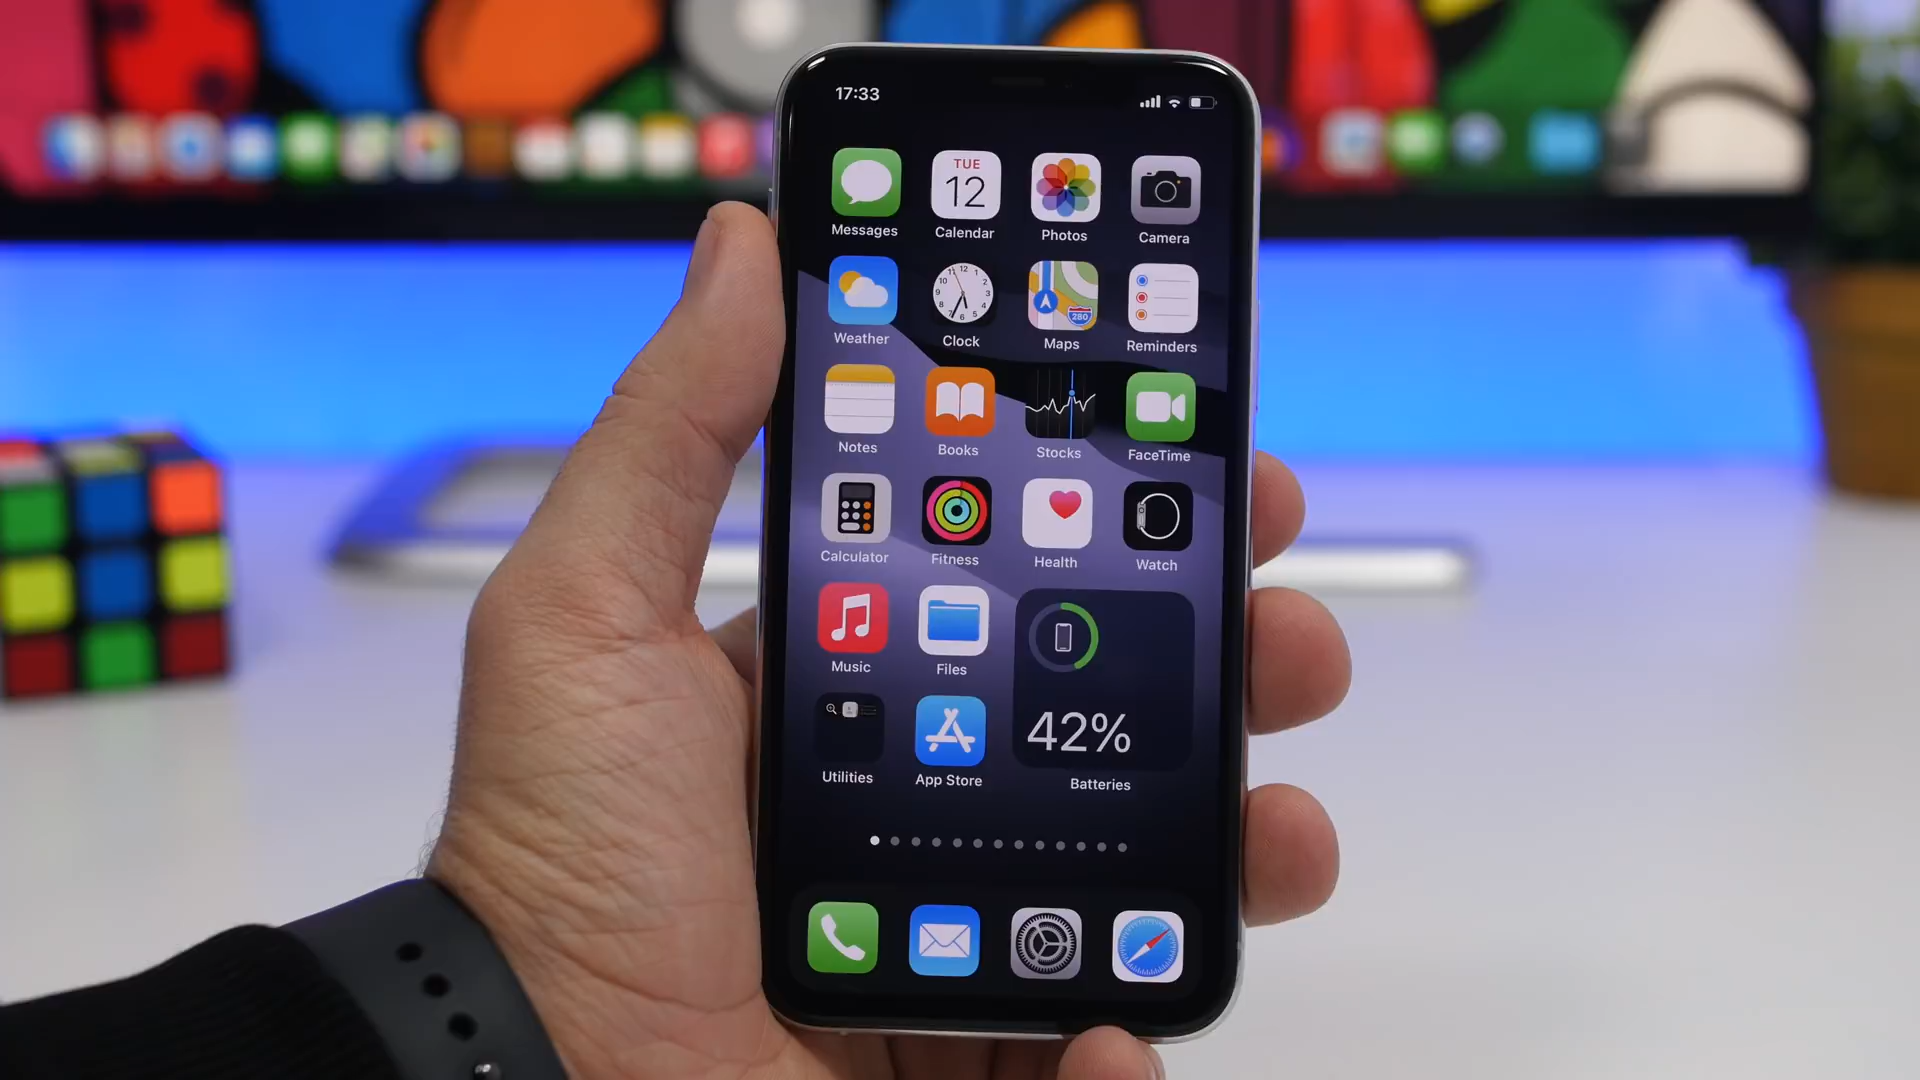 17:33
TUE
12
Messages
Calendar
Photos
Camera
280
Weather
Clock
Maps
Reminders
Notes
Books
Stocks
FaceTime
Calculator
Fitness
Health
Watch
Music
Files
42%
Utilities
App Store
Batteries